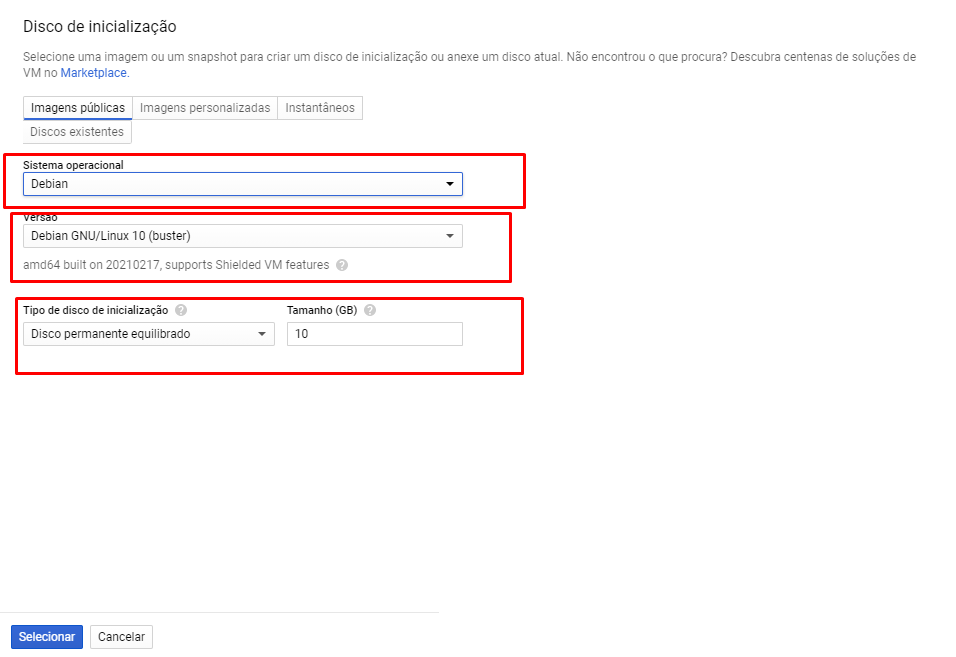 Disco de inicialização
Selecione uma imagem ou um snapshot para criar um disco de inicialização ou anexe um disco atual. Não encontrou o que procura? Descubra centenas de soluções de
VM no Marketplace.
Imagens públicas Imagens personalizadas Instantâneos
Discos existentes
Sistema operacional
Debian
Versão
Debian GNU/Linux 10 (buster)
amd64 built on 20210217, supports Shielded VM features ?
Tipo de disco de inicialização ? Tamanho (GB) ?
Disco permanente equilibrado 10
Selecionar Cancelar